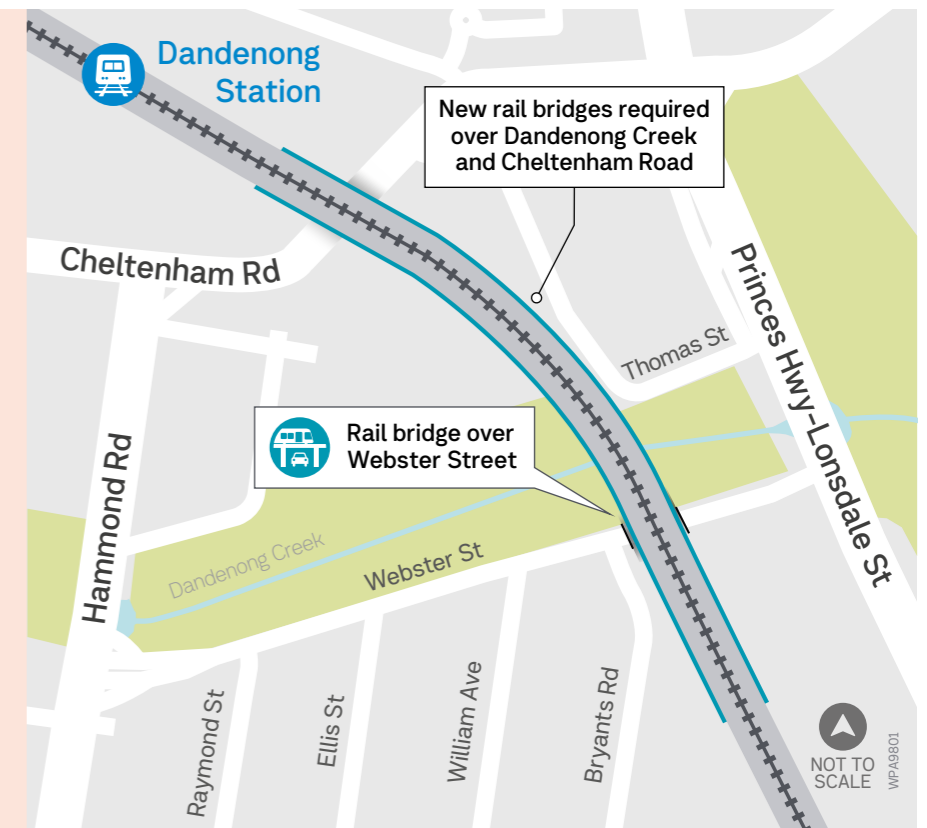 Dandenong
Station
New rail bridges required
over Dandenong Creek
and Cheltenham Road
Cheltenham Rd
Princes Hwy-Lonsdale St
Thomas St
Rail bridge over
Webster Street
Hammond Rd
Dandenong Creek
Webster St
Raymond St
Ellis St
William Ave
Bryants Rd
NOT TO
SCALE
WPA9801